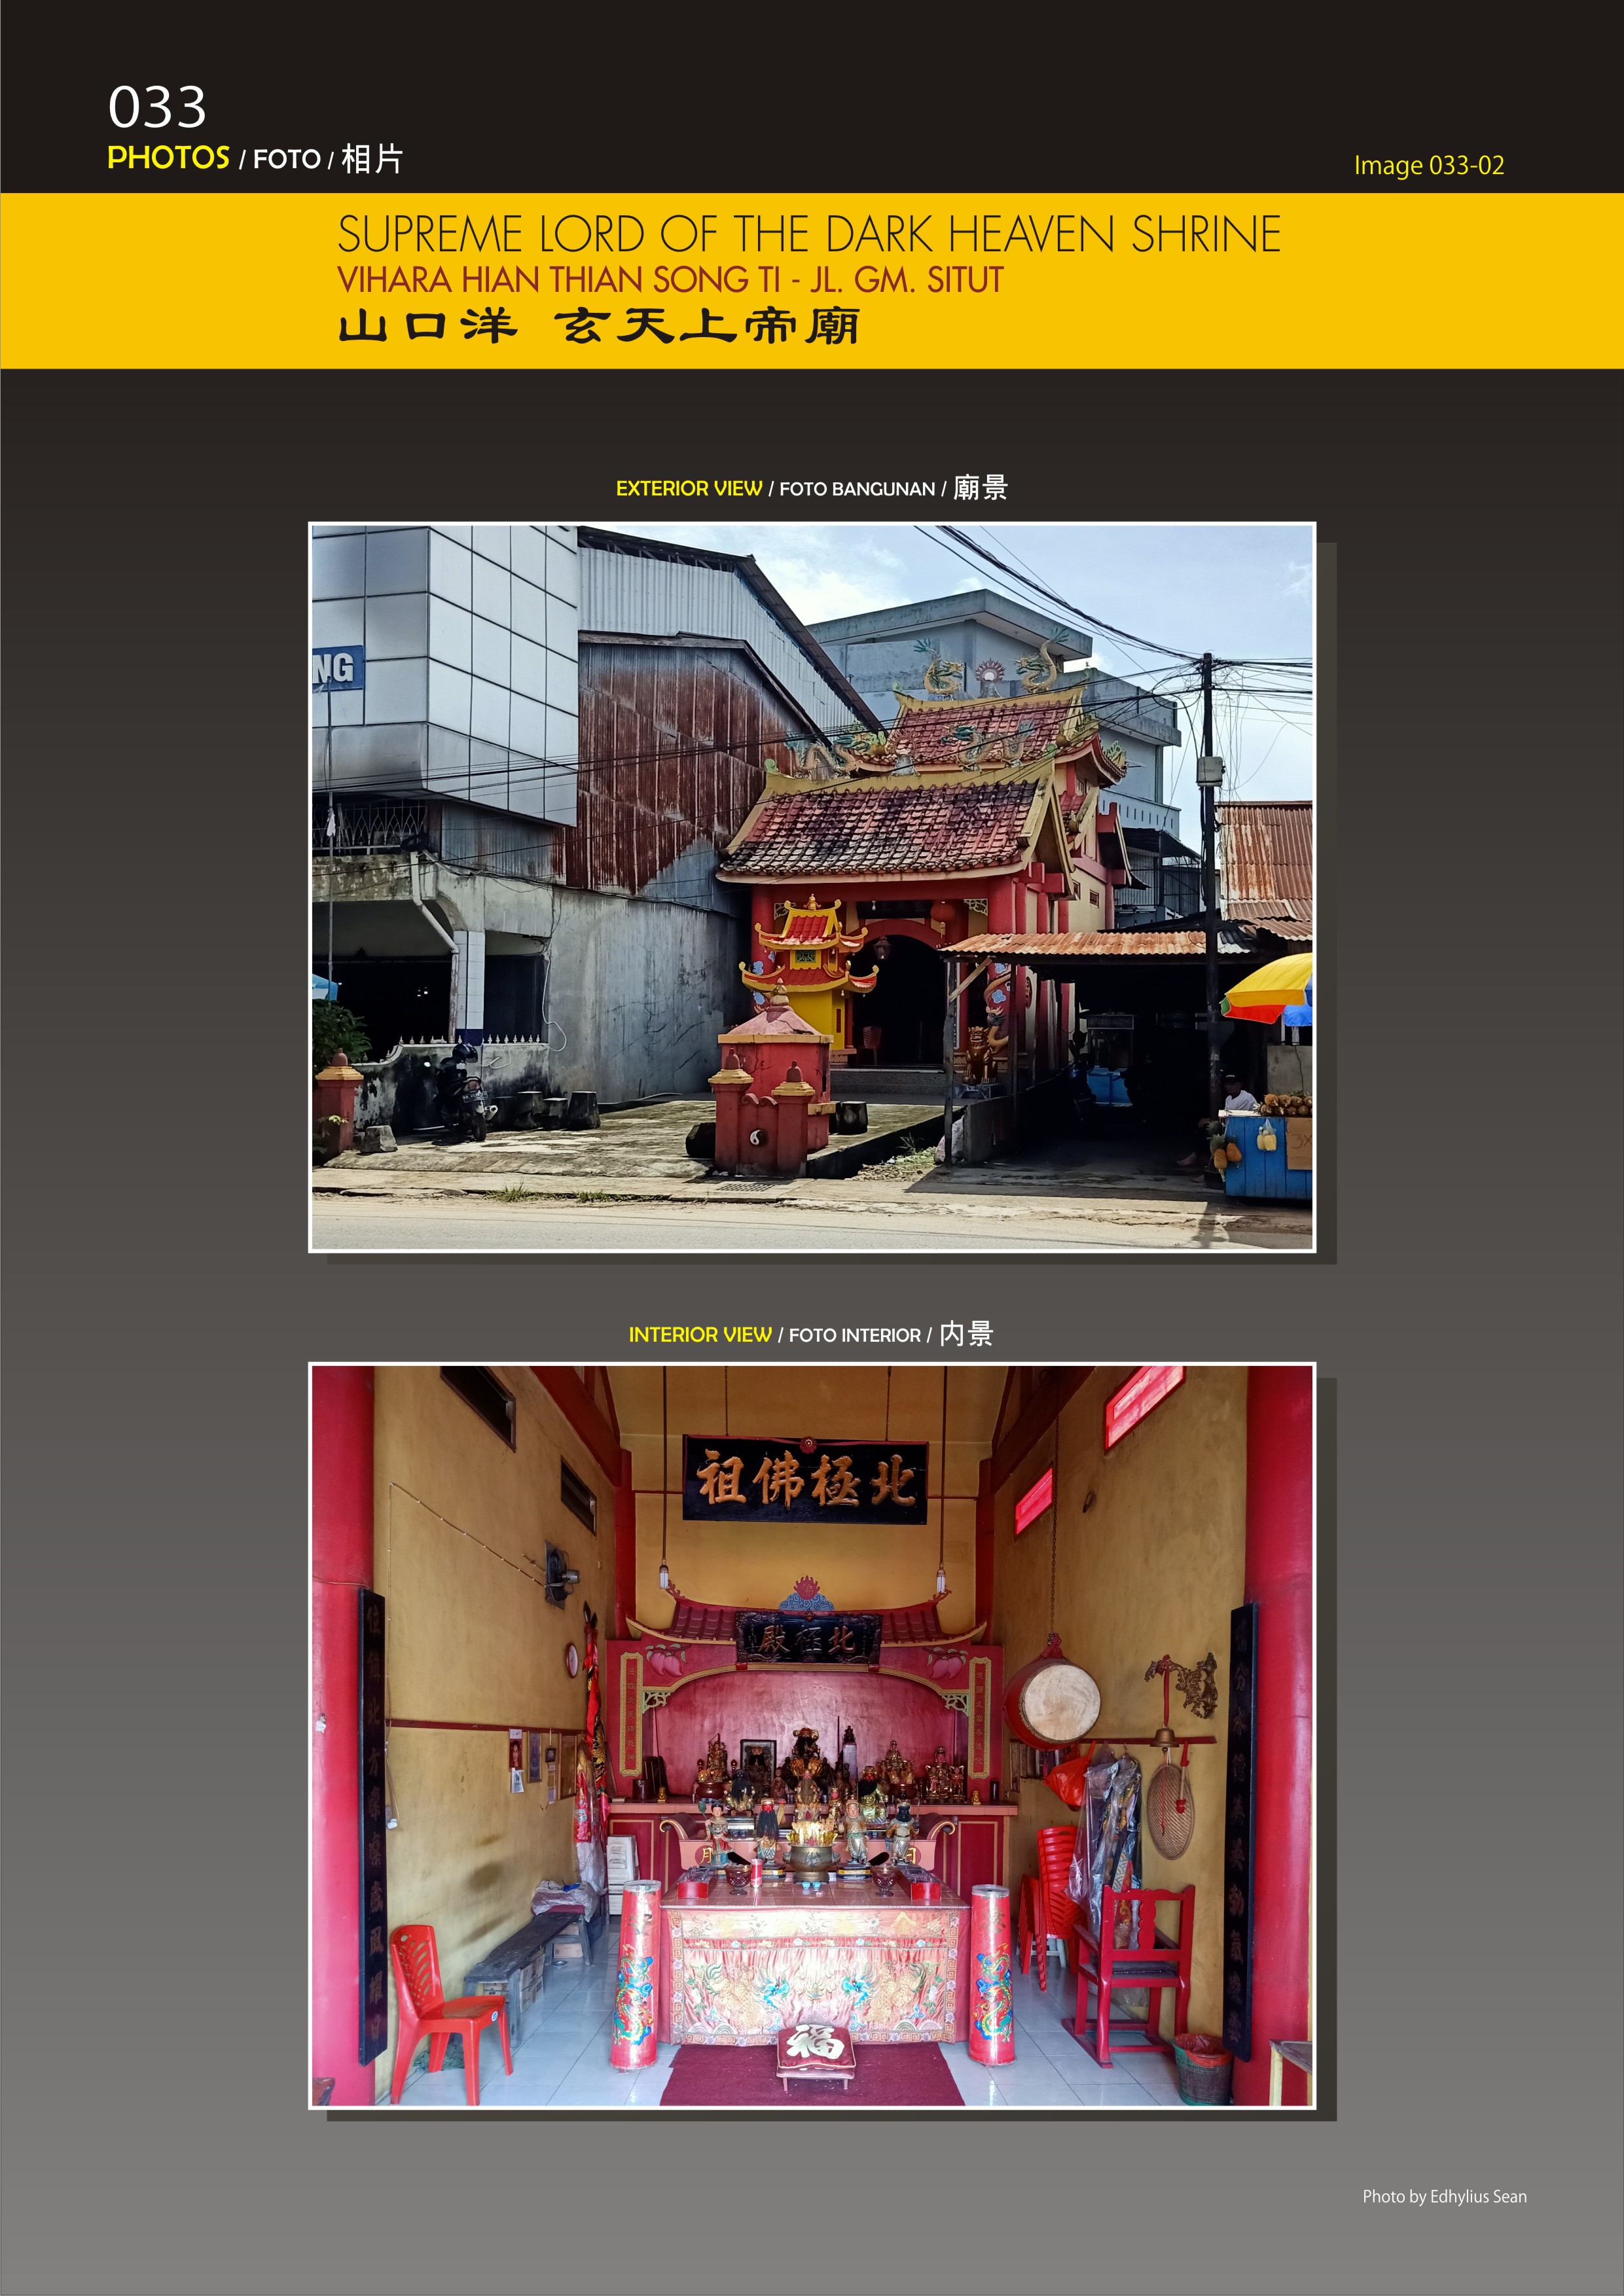 033
PHOTOS / FOTO / 相片
Image 033-02
SUPREME LORD OF THE DARK HEAVEN SHRINE
VIHARA HIAN THIAN SONG TI - JL. GM. SITUT
山口洋 玄天上帝廟
EXTERIOR VIEW / FOTO BANGUNAN / 廟景
NG
INTERIOR VIEW / FOTO INTERIOR / 内景
祖佛極北
殿極北
月
日
福
Photo by Edhylius Sean